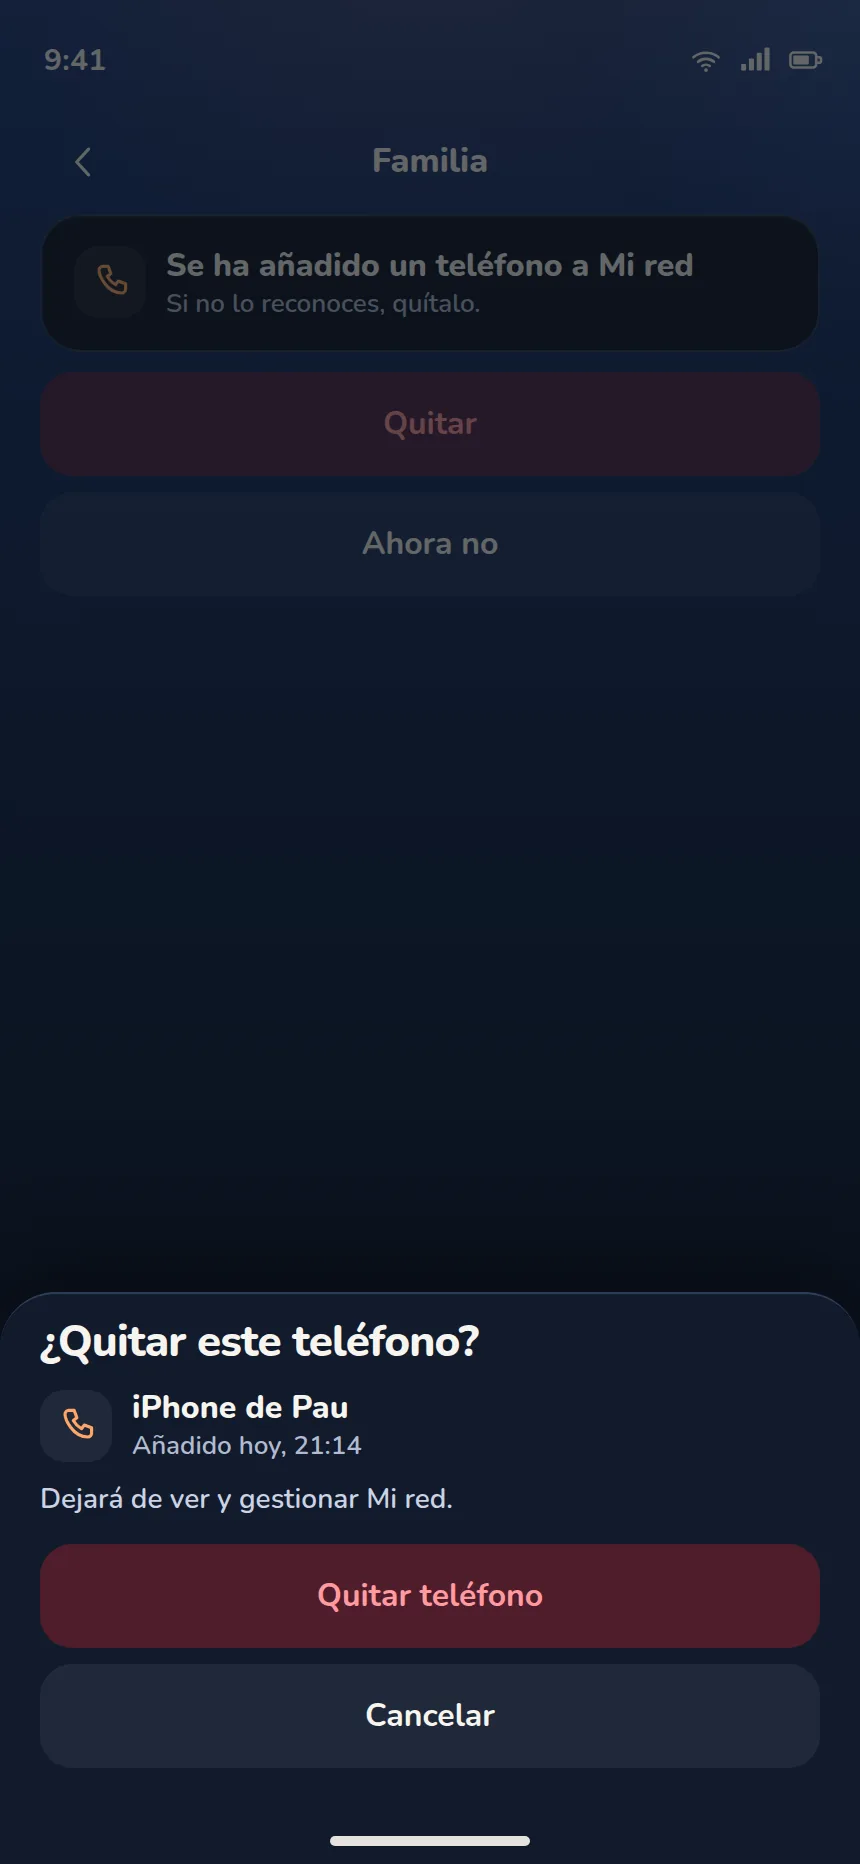 9:41
Familia
Se ha añadido un teléfono a Mi red
Si no lo reconoces, quítalo.
Quitar
Ahora no
¿Quitar este teléfono?
iPhone de Pau
Añadido hoy, 21:14
Dejará de ver y gestionar Mi red.
Quitar teléfono
Cancelar